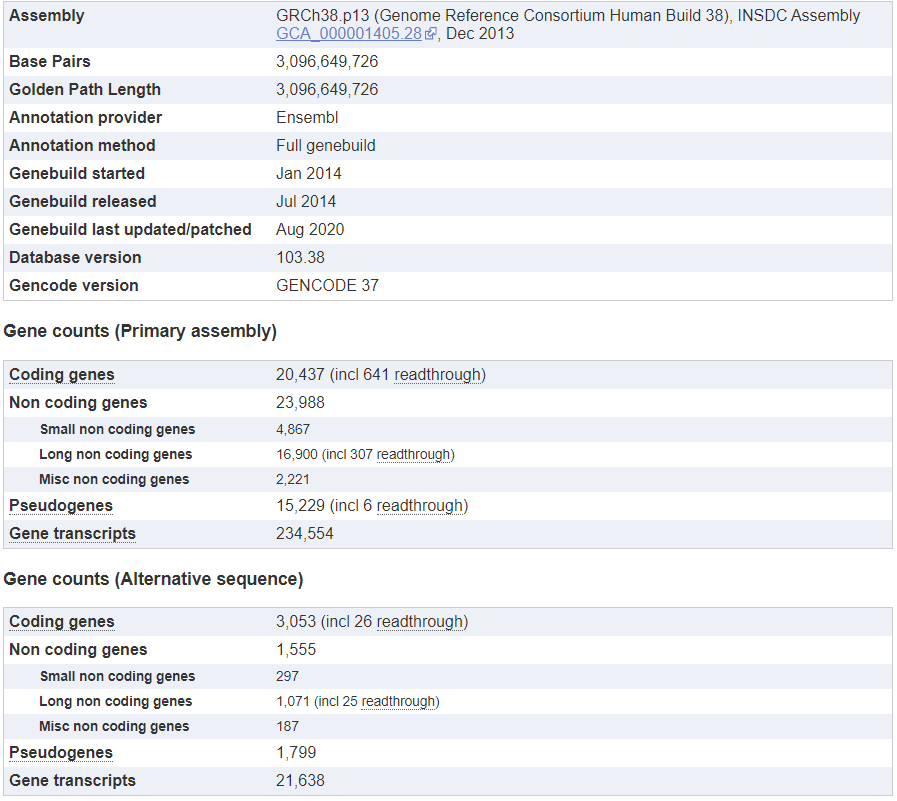 Assembly GRCh38.p13 (Genome Reference Consortium Human Build 38), INSDC Assembly
GCA_000001405.28, Dec 2013
Base Pairs 3,096,649,726
Golden Path Length 3,096,649,726
Annotation provider Ensembl
Annotation method Full genebuild
Genebuild started Jan 2014
Genebuild released Jul 2014
Genebuild last updated/patched Aug 2020
Database version 103.38
Gencode version GENCODE 37
Gene counts (Primary assembly)
Coding genes 20,437 (incl 641 readthrough)
Non coding genes 23,988
Small non coding genes 4,867
Long non coding genes 16,900 (incl 307 readthrough)
Misc non coding genes 2,221
Pseudogenes 15,229 (incl 6 readthrough)
Gene transcripts 234,554
Gene counts (Alternative sequence)
Coding genes 3,053 (incl 26 readthrough)
Non coding genes 1,555
Small non coding genes 297
Long non coding genes 1,071 (incl 25 readthrough)
Misc non coding genes 187
Pseudogenes 1,799
Gene transcripts 21,638